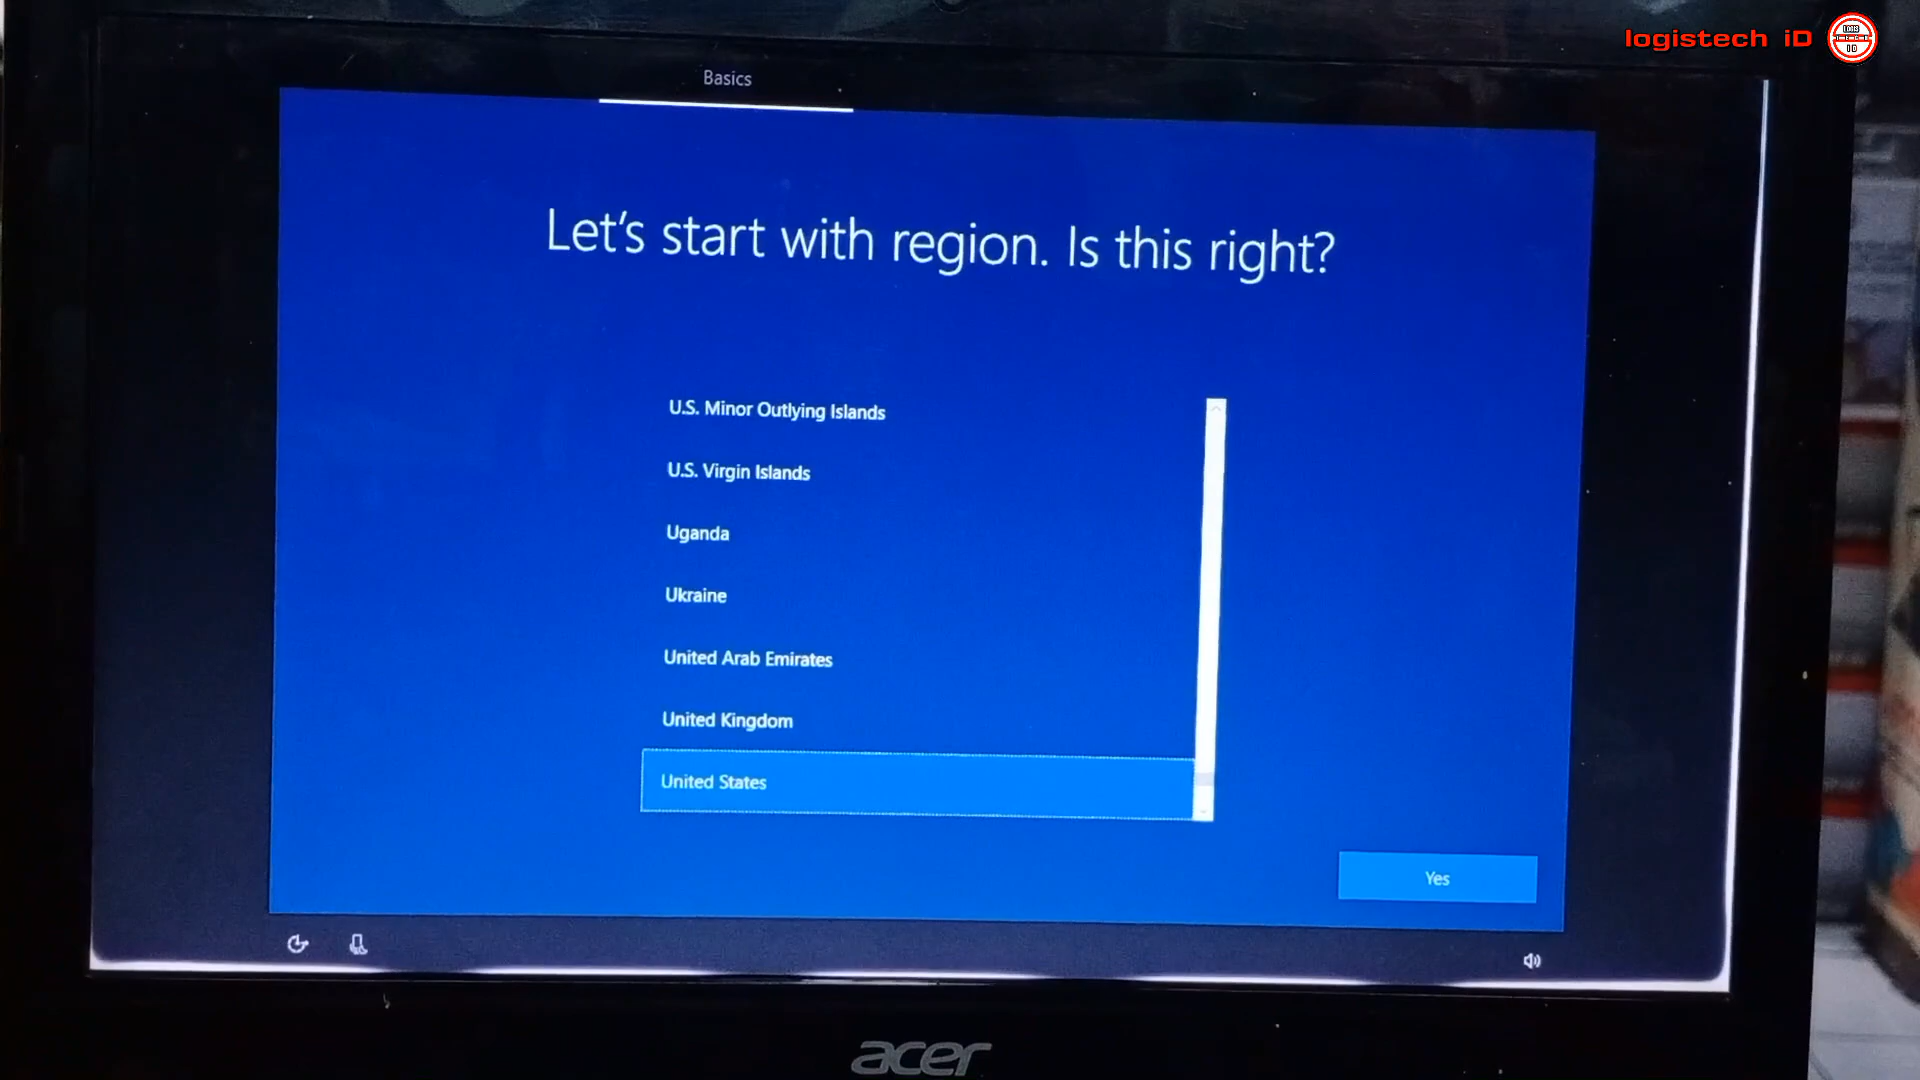 logistech iD
Basics
Let's start with region. Is this right?
U.S. Minor Outlying Islands
U.S. Virgin Islands
Uganda
Ukraine
United Arab Emirates
United Kingdom
United States
Yes
acer